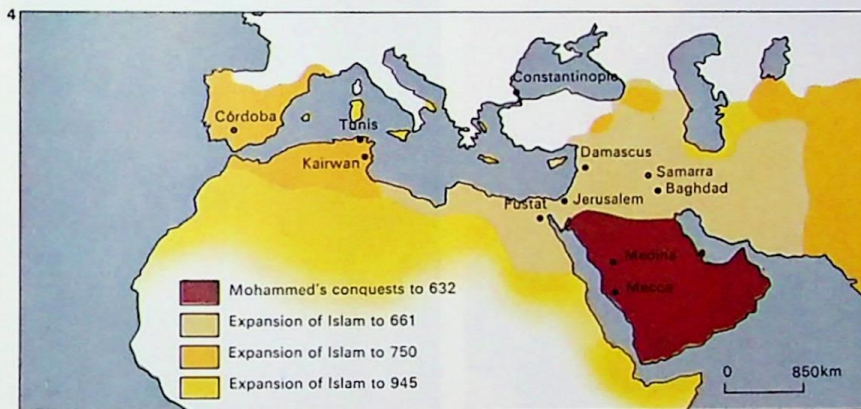 4
Constantinople
Córdoba
Tunis
Kairwan
Damascus
Samarra
Baghdad
Fustat
Jerusalem
Medina
Mecca
Mohammed's conquests to 632
Expansion of Islam to 661
Expansion of Islam to 750
Expansion of Islam to 945
0 850km